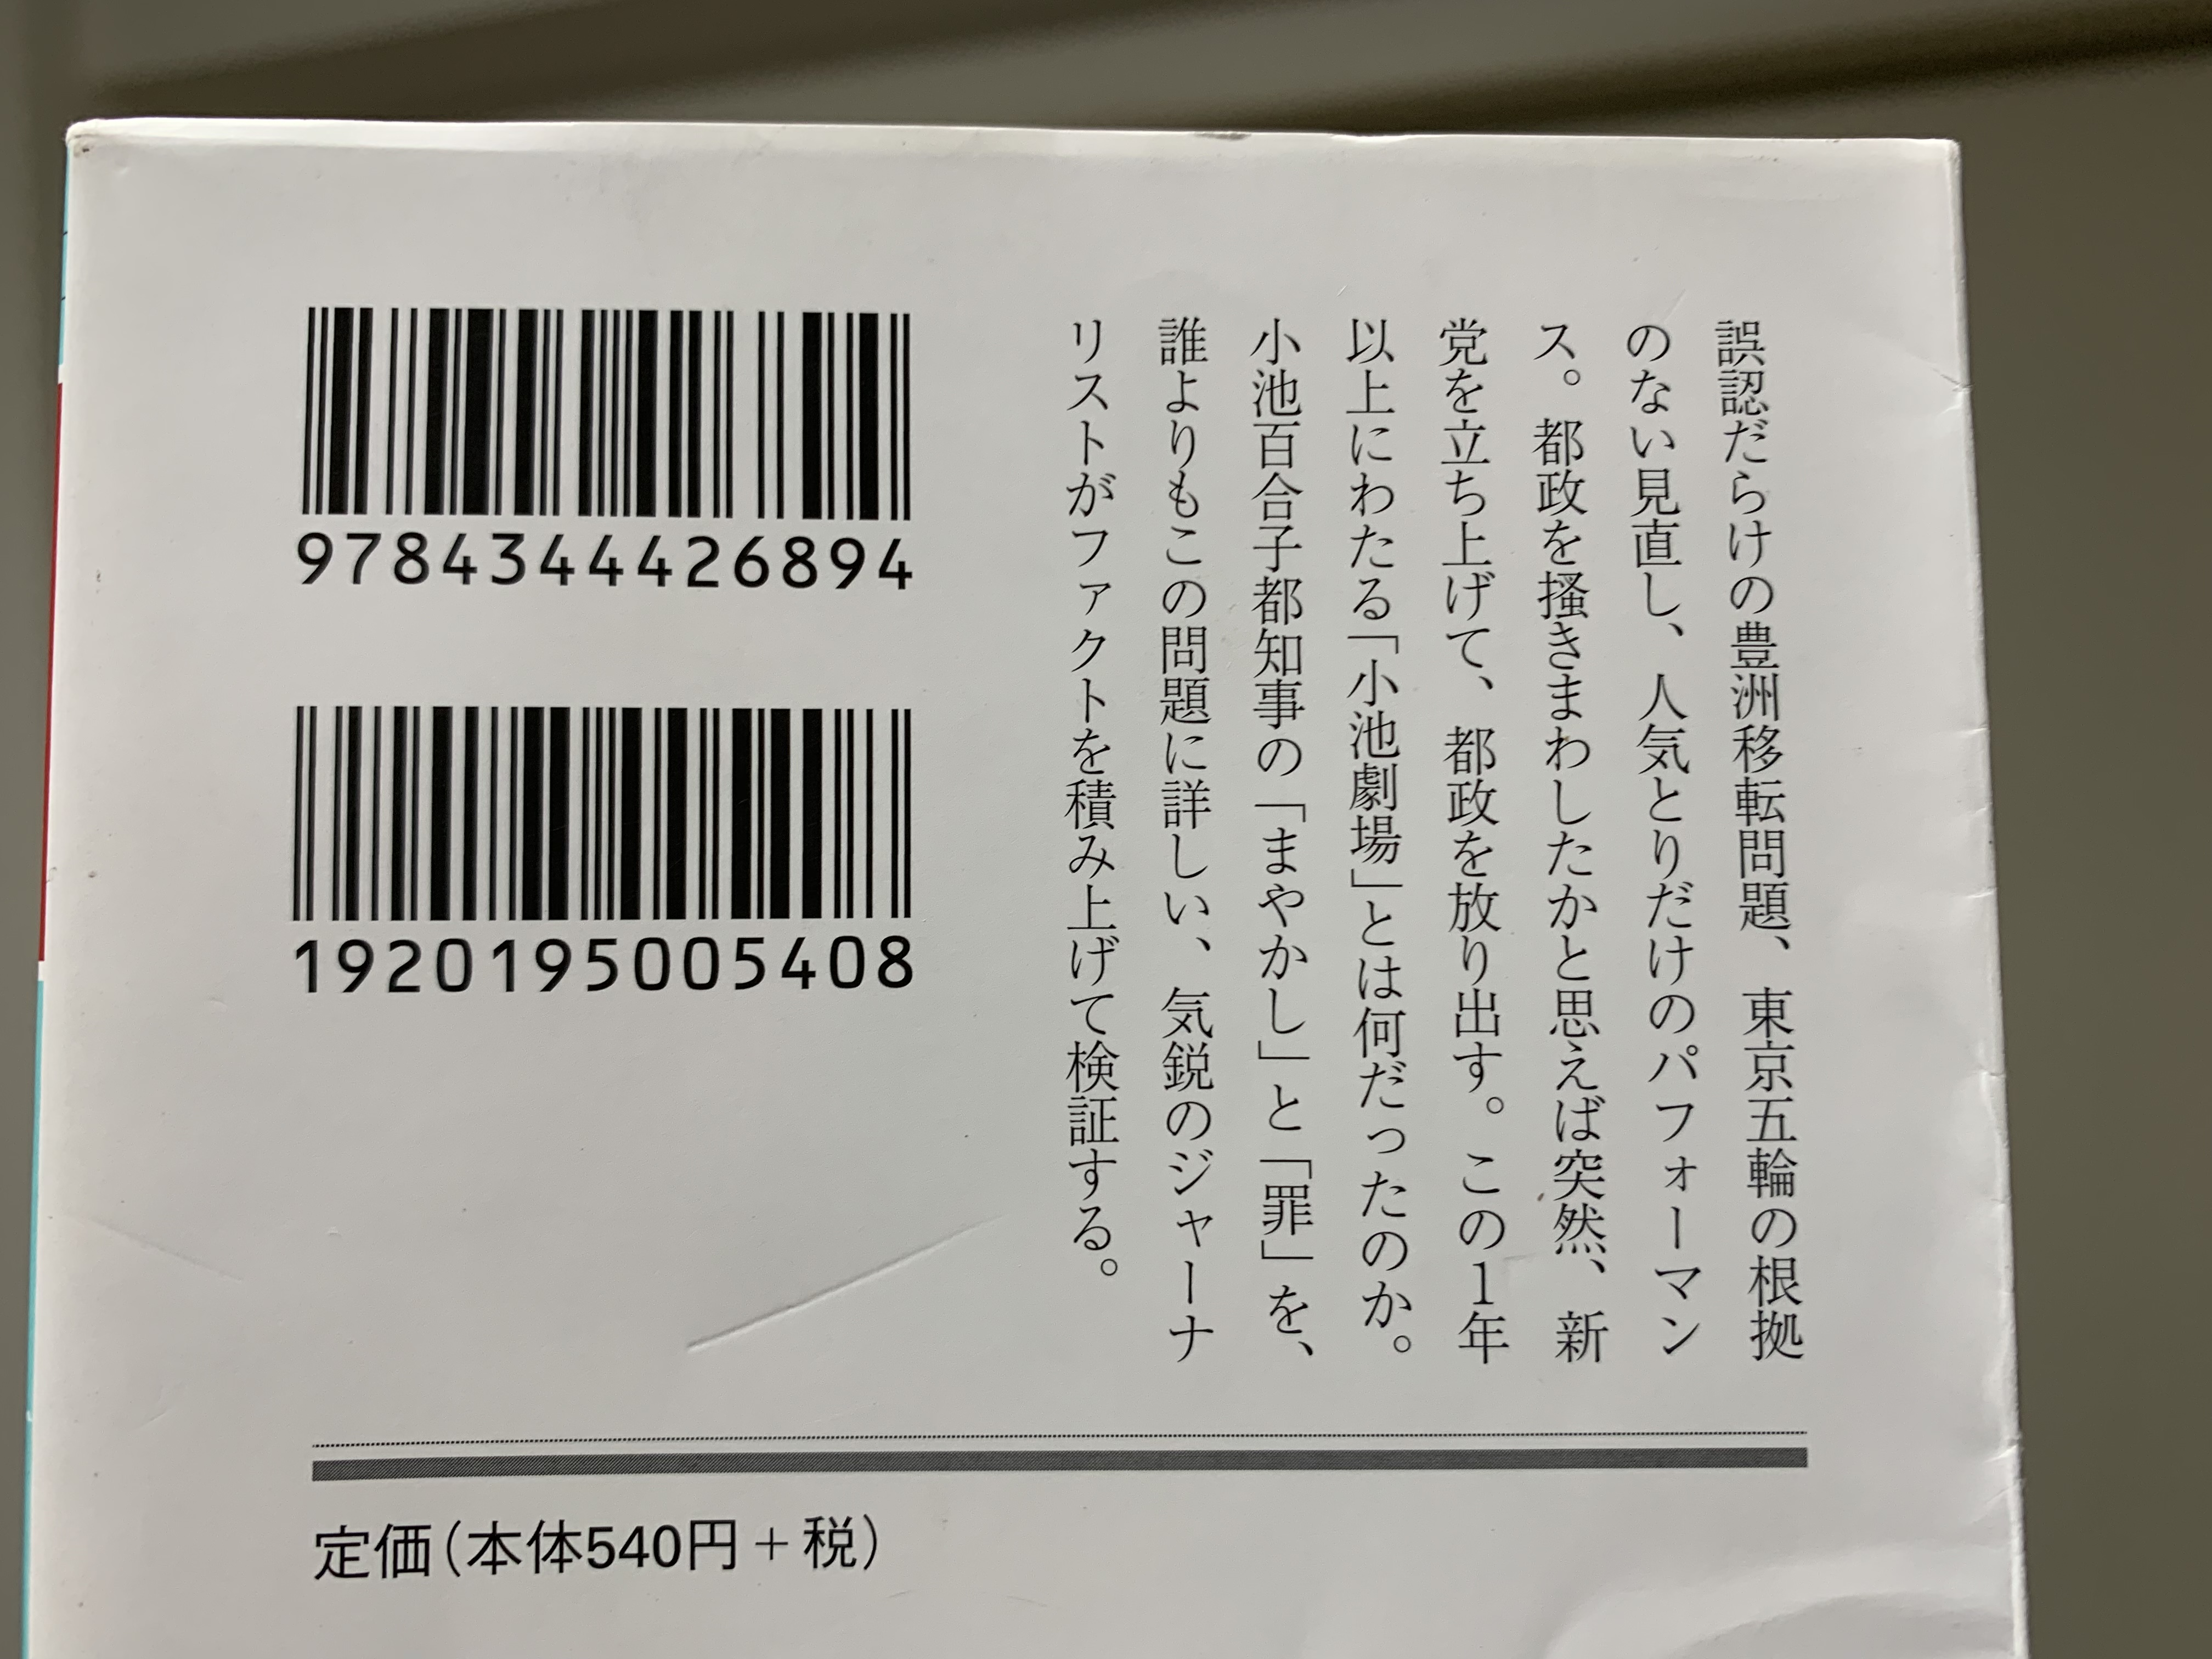 誤認だらけの豊洲移転問題、東京五輪の根拠
のない見直し、人気とりだけのパフォーマン
ス。都政を掻きまわしたかと思えば突然、新
党を立ち上げて、都政を放り出す。この1年
以上にわたる「小池劇場」とは何だったのか。
小池百合子都知事の「まやかし」と「罪」を、
誰よりもこの問題に詳しい、気鋭のジャーナ
リストがファクトを積み上げて検証する。
9784344426894
1920195005408
定価(本体540円+税)